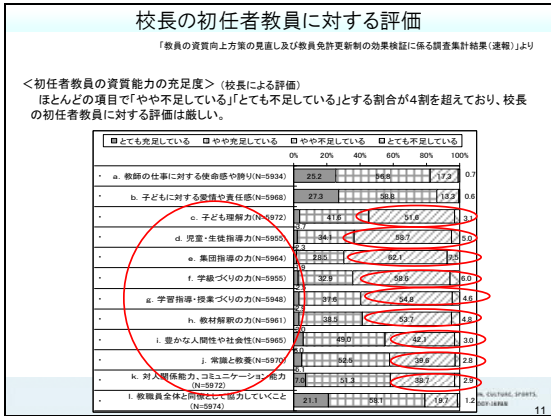 校長の初任者教員に対する評価
「教員の資質向上方策の見直し及び教員免許更新制の効果検証に係る調査集計結果(速報)」より
<初任者教員の資質能力の充足度> (校長による評価)
ほとんどの項目で「やや不足している」「とても不足している」とする割合が4割を超えており、校長
の初任者教員に対する評価は厳しい。
とても充足している やや充足している やや不足している とても不足している
0% 20% 40% 60% 80% 100%
・ a. 教師の仕事に対する使命感や誇り(N=5934) 25.2 56.8 17.3 0.7
・ b. 子どもに対する愛情や責任感(N=5968) 27.3 58.8 13.3 0.6
・ c. 子ども理解力(N=5972) 3.7 41.6 51.6 3.1
・ d. 児童・生徒指導力(N=5955) 2.3 34.1 58.7 5.0
・ e. 集団指導の力(N=5964) 1.9 28.5 62.1 7.5
・ f. 学級づくりの力(N=5955) 32.9 58.6 6.0
・ g. 学習指導・授業づくりの力(N=5948) 37.6 54.8 4.6
・ h. 教材解釈の力(N=5961) 38.5 53.7 4.8
・ i. 豊かな人間性や社会性(N=5965) 49.0 42.1 3.0
・ j. 常識と教養(N=5970) 52.5 39.6 2.8
・ k. 対人関係能力、コミュニケーション能力
(N=5972) 7.0 51.3 38.7 2.9
・ l. 教職員全体と同僚として協力していくこと
(N=5974) 21.1 58.1 19.7 1.2
CULTURE, SPORTS,
11